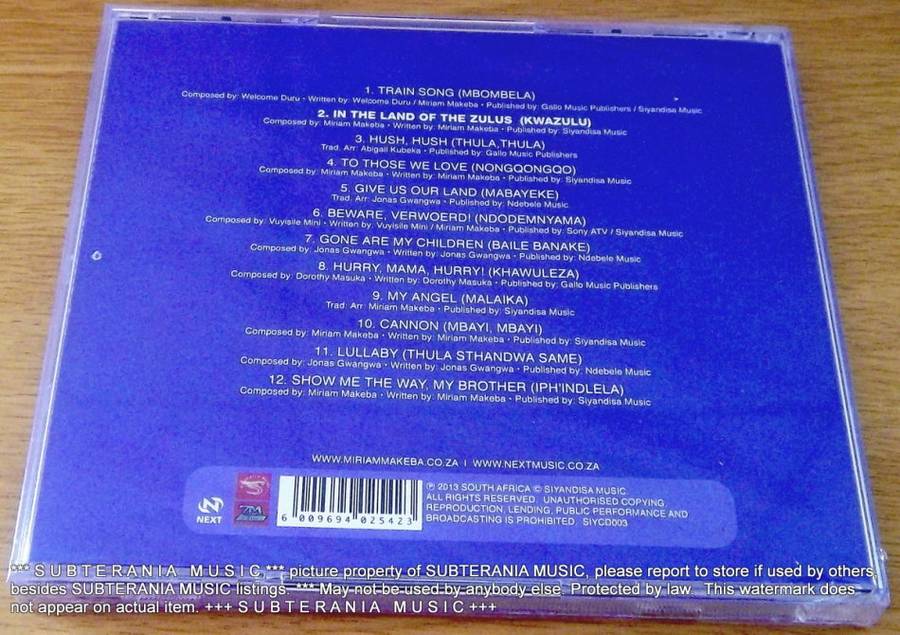 1. TRAIN SONG (MBOMBELA)
Composed by: Welcome Duru • Written by: Welcome Duru / Miriam Makeba • Published by: Gallo Music Publishers / Siyandisa Music
2. IN THE LAND OF THE ZULUS (KWAZULU)
Composed by: Miriam Makeba • Written by: Miriam Makeba • Published by: Siyandisa Music
3. HUSH, HUSH (THULA,THULA)
Trad. Arr: Abigail Kubeka • Published by: Gallo Music Publishers
4. TO THOSE WE LOVE (NONGQONGQO)
Composed by: Miriam Makeba • Written by: Miriam Makeba • Published by: Siyandisa Music
5. GIVE US OUR LAND (MABAYEKE)
Trad. Arr: Jonas Gwangwa • Published by: Ndebele Music
6. BEWARE, VERWOERD! (NDODEMNYAMA)
Composed by: Vuyisile Mini • Written by: Vuyisile Mini / Miriam Makeba • Published by: Sony ATV / Siyandisa Music
7. GONE ARE MY CHILDREN (BAILE BANAKE)
Composed by: Jonas Gwangwa • Written by: Jonas Gwangwa • Published by: Ndebele Music
8. HURRY, MAMA, HURRY! (KHAWULEZA)
Composed by: Dorothy Masuka • Written by: Dorothy Masuka • Published by: Gallo Music Publishers
9. MY ANGEL (MALAIKA)
Trad. Arr: Miriam Makeba • Published by: Siyandisa Music
10. CANNON (MBAYI, MBAYI)
Composed by: Miriam Makeba • Written by: Miriam Makeba • Published by: Siyandisa Music
11. LULLABY (THULA STHANDWA SAME)
Composed by: Jonas Gwangwa • Written by: Jonas Gwangwa • Published by: Ndebele Music
12. SHOW ME THE WAY, MY BROTHER (IPH'INDLELA)
Composed by: Miriam Makeba • Written by: Miriam Makeba • Published by: Siyandisa Music
WWW.MIRIAMMAKEBA.CO.ZA | WWW.NEXTMUSIC.CO.ZA
NEXT
ZM
6 009694 025423
℗ 2013 SOUTH AFRICA © SIYANDISA MUSIC.
ALL RIGHTS RESERVED. UNAUTHORISED COPYING,
REPRODUCTION, LENDING, PUBLIC PERFORMANCE AND
BROADCASTING IS PROHIBITED. SIYCD003
*** S U B T E R A N I A   M U S I C *** picture property of SUBTERANIA MUSIC, please report to store if used by others,
besides SUBTERANIA MUSIC listings. *** May not be used by anybody else. Protected by law. This watermark does
not appear on actual item. +++ S U B T E R A N I A   M U S I C +++